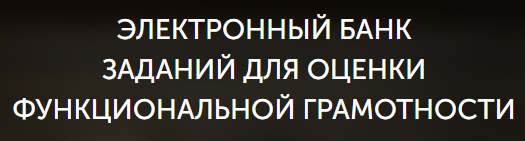 ЭЛЕКТРОННЫЙ БАНК
ЗАДАНИЙ ДЛЯ ОЦЕНКИ
ФУНКЦИОНАЛЬНОЙ ГРАМОТНОСТИ